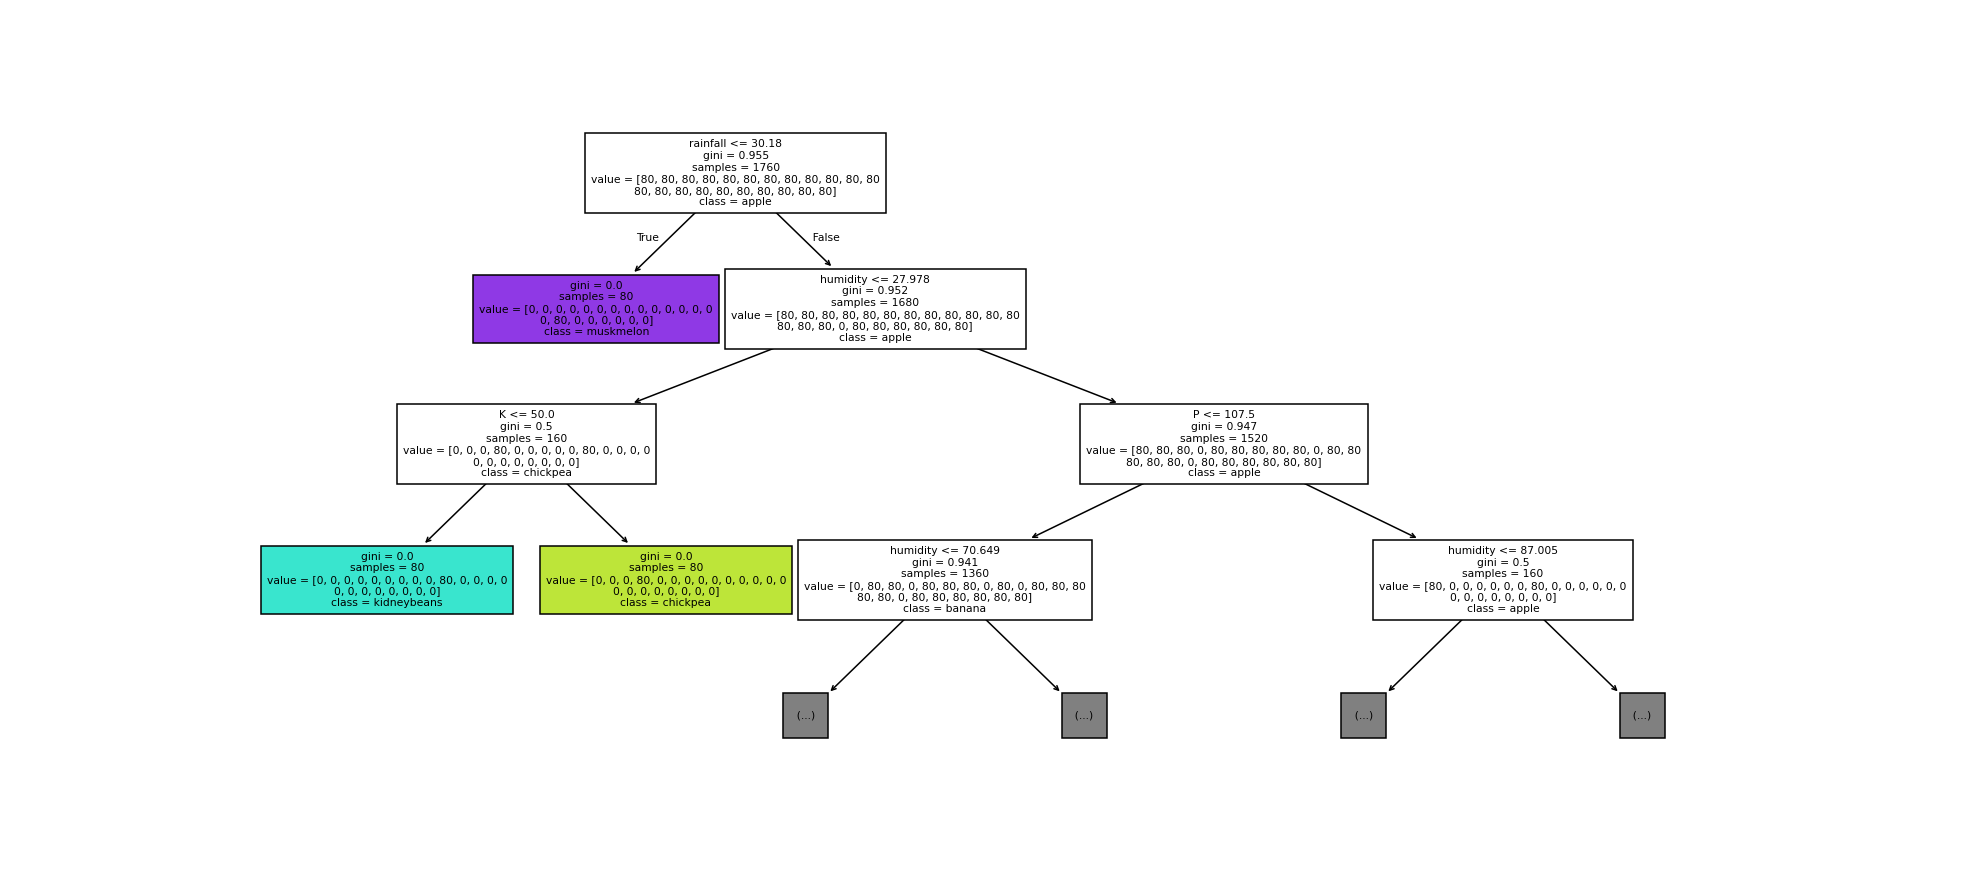 rainfall <= 30.18
gini = 0.955
samples = 1760
value = [80, 80, 80, 80, 80, 80, 80, 80, 80, 80, 80, 80
80, 80, 80, 80, 80, 80, 80, 80, 80, 80]
class = apple
True
False
gini = 0.0
samples = 80
value = [0, 0, 0, 0, 0, 0, 0, 0, 0, 0, 0, 0, 0, 0
0, 80, 0, 0, 0, 0, 0, 0]
class = muskmelon
humidity <= 27.978
gini = 0.952
samples = 1680
value = [80, 80, 80, 80, 80, 80, 80, 80, 80, 80, 80, 80
80, 80, 80, 0, 80, 80, 80, 80, 80, 80]
class = apple
K <= 50.0
gini = 0.5
samples = 160
value = [0, 0, 0, 80, 0, 0, 0, 0, 0, 80, 0, 0, 0, 0
0, 0, 0, 0, 0, 0, 0, 0]
class = chickpea
P <= 107.5
gini = 0.947
samples = 1520
value = [80, 80, 80, 0, 80, 80, 80, 80, 80, 0, 80, 80
80, 80, 80, 0, 80, 80, 80, 80, 80, 80]
class = apple
gini = 0.0
samples = 80
value = [0, 0, 0, 0, 0, 0, 0, 0, 0, 80, 0, 0, 0, 0
0, 0, 0, 0, 0, 0, 0, 0]
class = kidneybeans
gini = 0.0
samples = 80
value = [0, 0, 0, 80, 0, 0, 0, 0, 0, 0, 0, 0, 0, 0
0, 0, 0, 0, 0, 0, 0, 0]
class = chickpea
humidity <= 70.649
gini = 0.941
samples = 1360
value = [0, 80, 80, 0, 80, 80, 80, 0, 80, 0, 80, 80, 80
80, 80, 0, 80, 80, 80, 80, 80, 80]
class = banana
humidity <= 87.005
gini = 0.5
samples = 160
value = [80, 0, 0, 0, 0, 0, 0, 80, 0, 0, 0, 0, 0, 0
0, 0, 0, 0, 0, 0, 0, 0]
class = apple
(...)
(...)
(...)
(...)